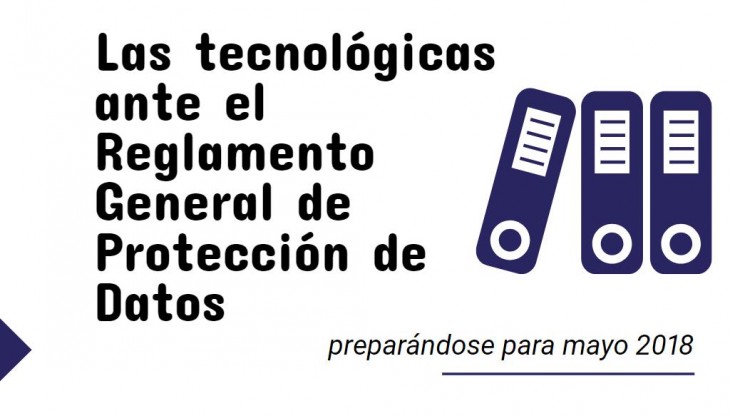 Las tecnológicas
ante el
Reglamento
General de
Protección de
Datos
preparándose para mayo 2018